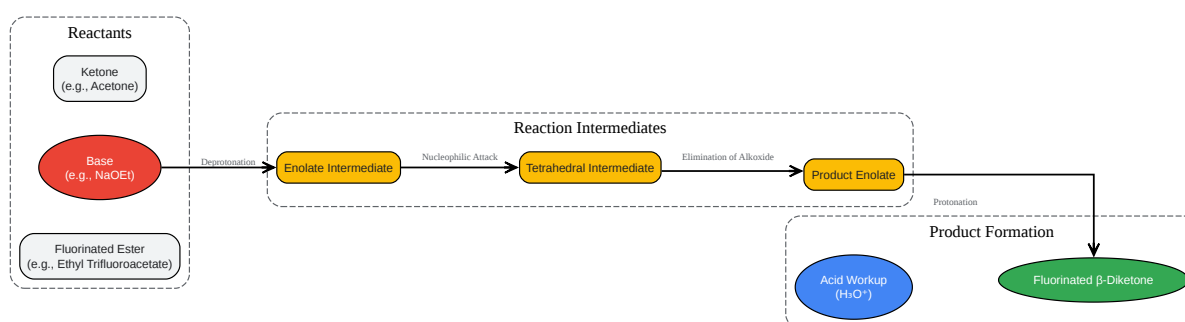 Reactants
Ketone
(e.g., Acetone)
Base
(e.g., NaOEt)
Fluorinated Ester
(e.g., Ethyl Trifluoroacetate)
Deprotonation
Reaction Intermediates
Enolate Intermediate
Nucleophilic Attack
Tetrahedral Intermediate
Elimination of Alkoxide
Product Enolate
Protonation
Product Formation
Acid Workup
(H₃O⁺)
Fluorinated β-Diketone